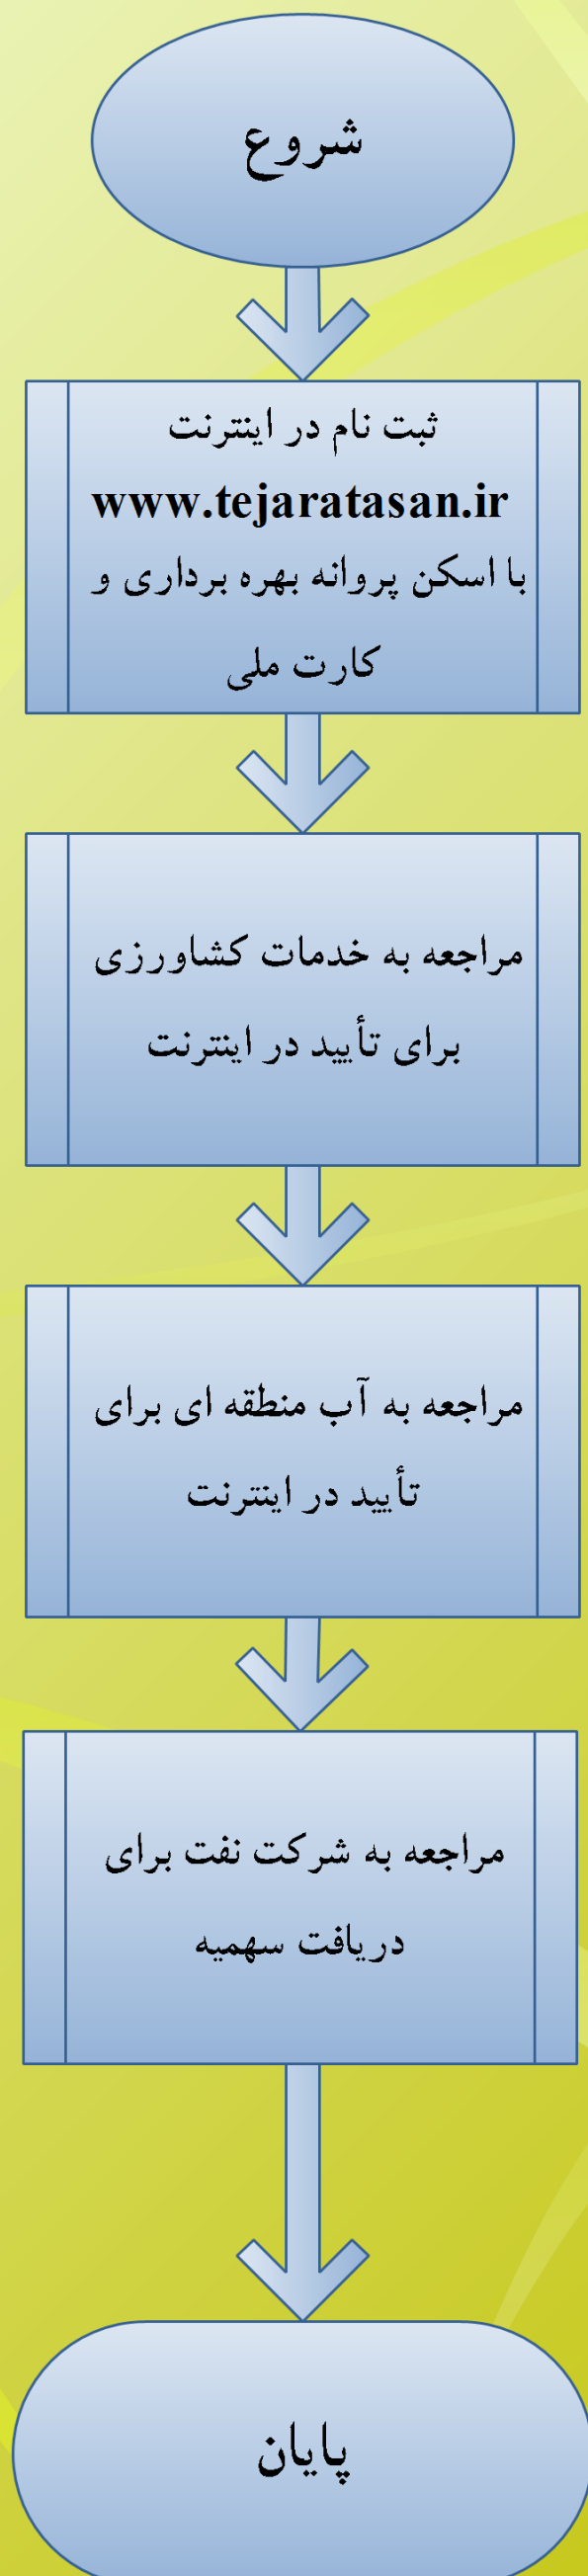 شروع
ثبت نام در اینترنت
www.tejaratasan.ir
با اسکن پروانه بهره برداری و
کارت ملی
مراجعه به خدمات کشاورزی
برای تأیید در اینترنت
مراجعه به آب منطقه ای برای
تأیید در اینترنت
مراجعه به شرکت نفت برای
دریافت سهمیه
پایان